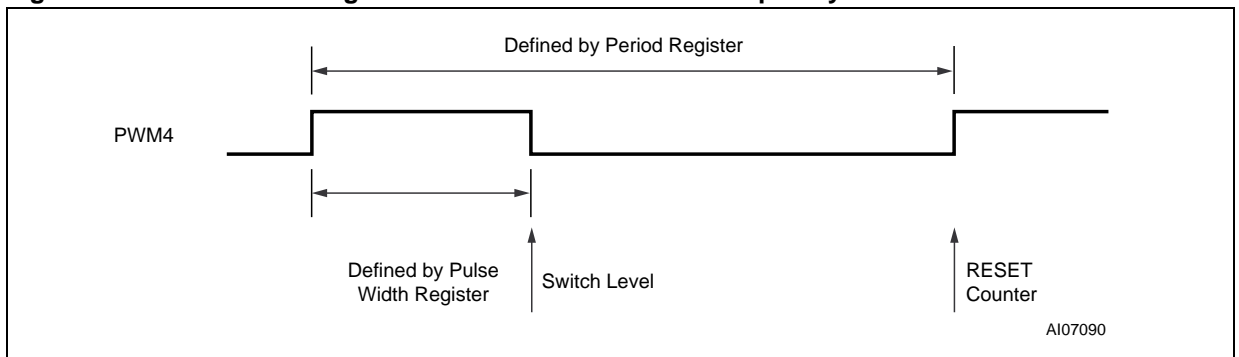 Defined by Period Register
PWM4
Defined by Pulse
Width Register
Switch Level
RESET
Counter
AI07090